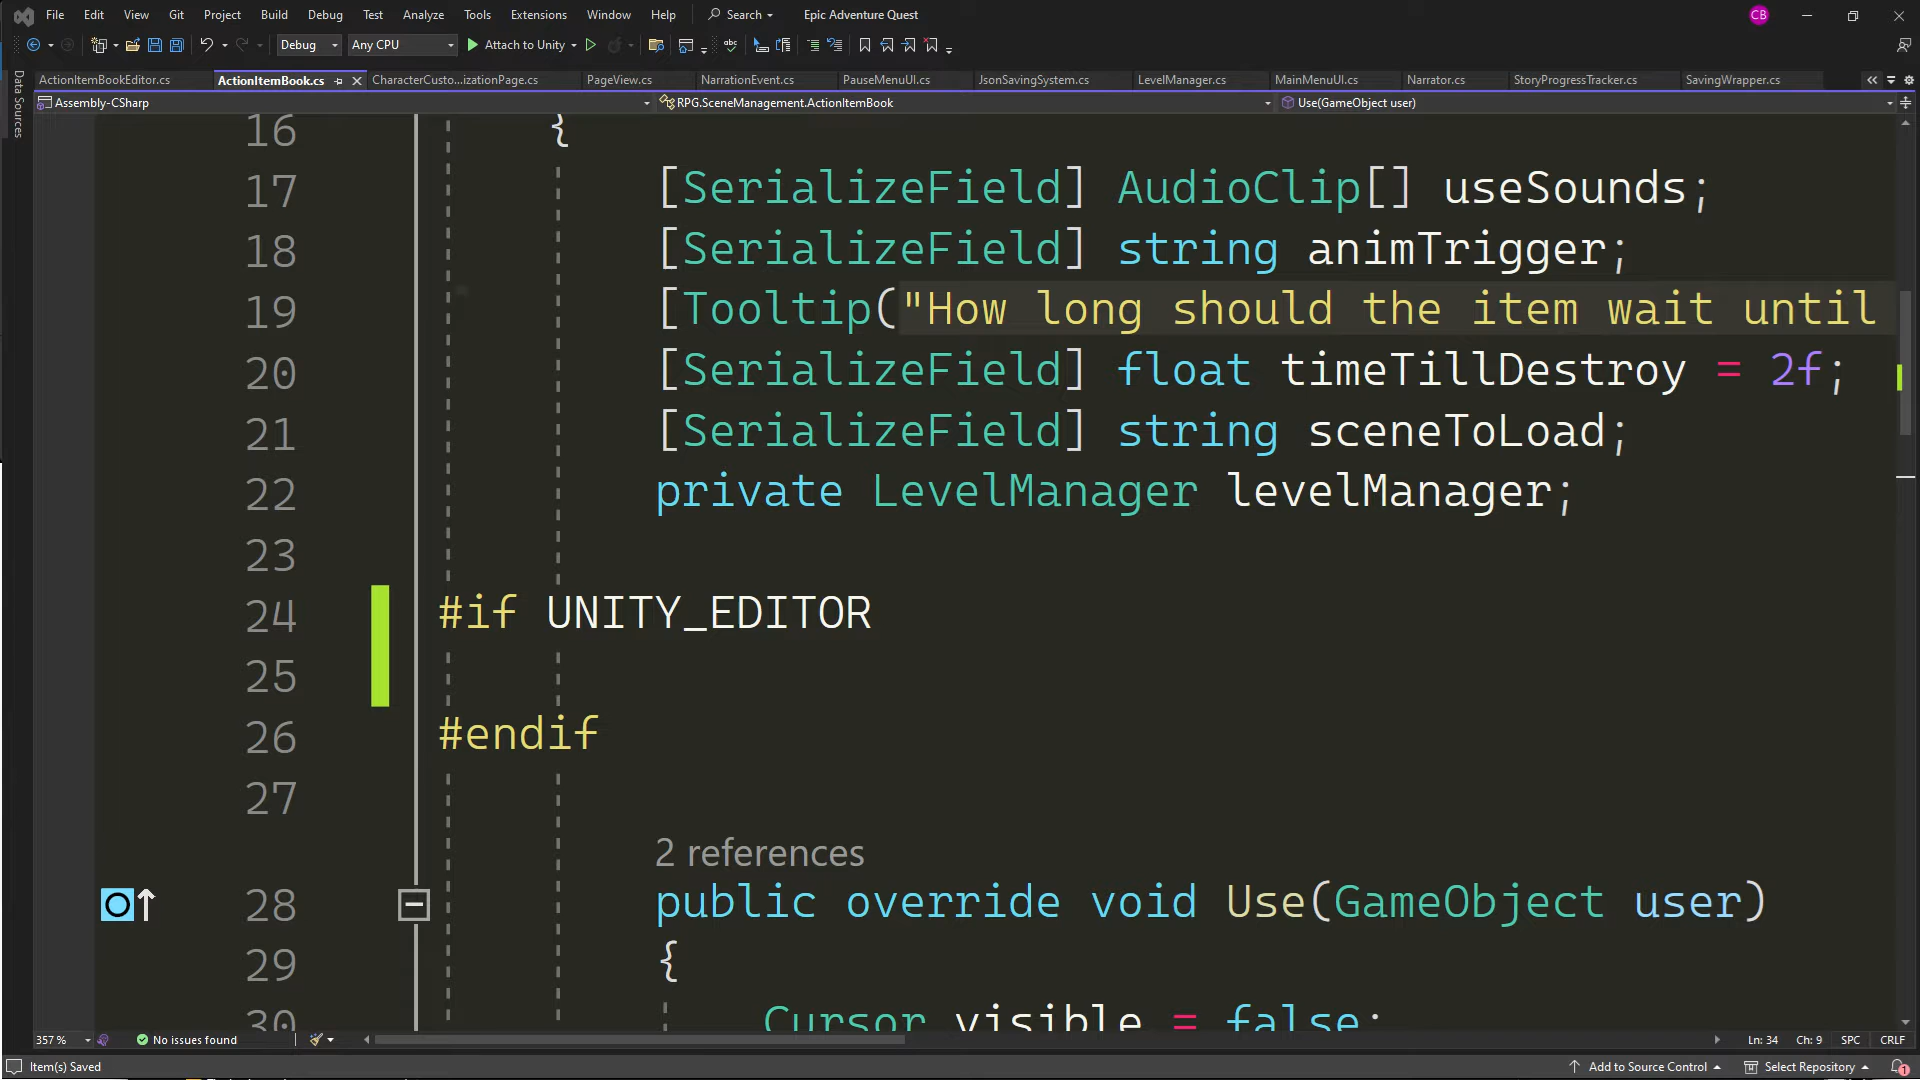 File Edit View Git Project Build Debug Test Analyze Tools Extensions Window Help Search Epic Adventure Quest CB
Debug Any CPU Attach to Unity
ActionItemBookEditor.cs ActionItemBook.cs CharacterCusto...izationPage.cs PageView.cs NarrationEvent.cs PauseMenuUI.cs JsonSavingSystem.cs LevelManager.cs MainMenuUI.cs Narrator.cs StoryProgressTracker.cs SavingWrapper.cs
Data Sources
Assembly-CSharp RPG.SceneManagement.ActionItemBook Use(GameObject user)
16 {
17 [SerializeField] AudioClip[] useSounds;
18 [SerializeField] string animTrigger;
19 [Tooltip("How long should the item wait until
20 [SerializeField] float timeTillDestroy = 2f;
21 [SerializeField] string sceneToLoad;
22 private LevelManager levelManager;
23
24 #if UNITY_EDITOR
25
26 #endif
27
2 references
28 public override void Use(GameObject user)
29 {
30 Cursor.visible = false;
357 % No issues found Ln: 34 Ch: 9 SPC CRLF
Item(s) Saved Add to Source Control Select Repository 1